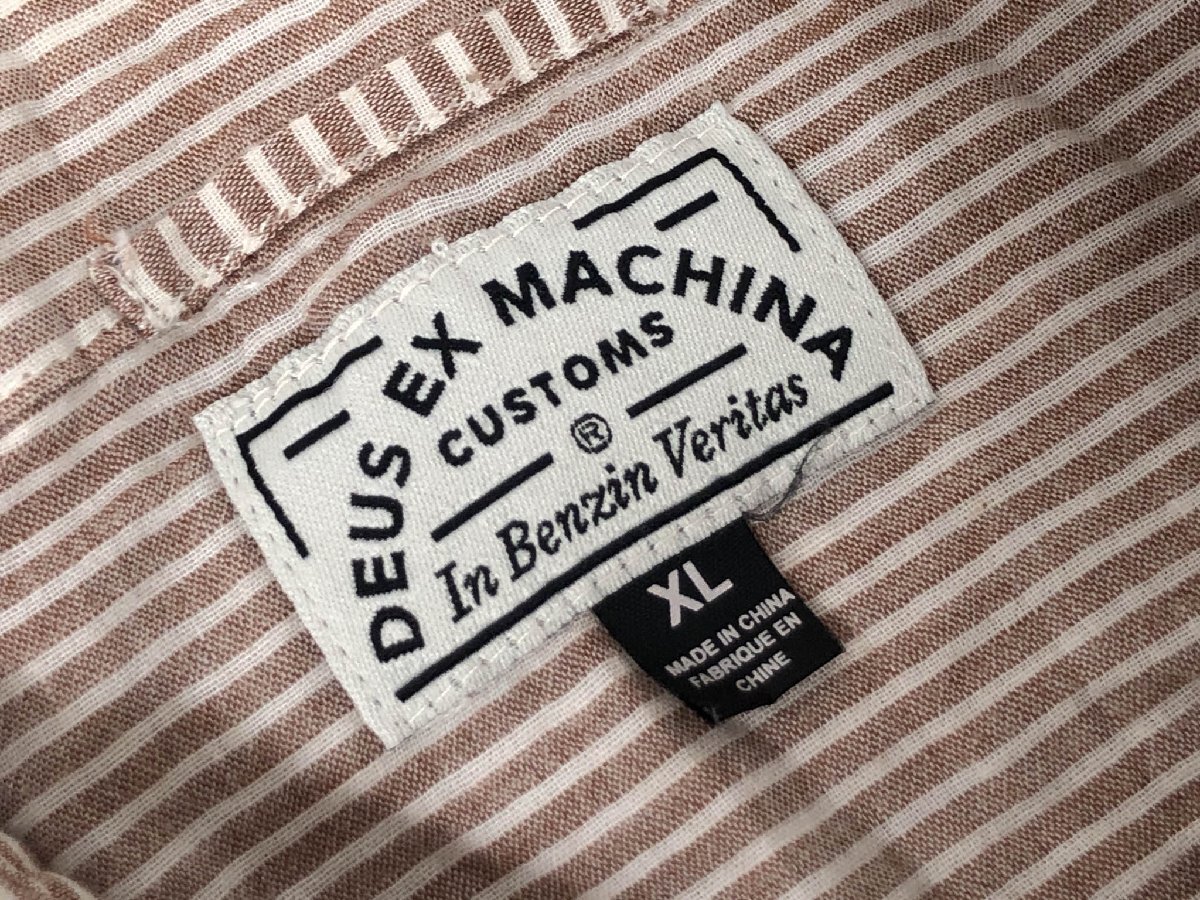 DEUS EX MACHINA
CUSTOMS
®
In Benzin Veritas
XL
MADE IN CHINA
FABRIQUE EN
CHINE